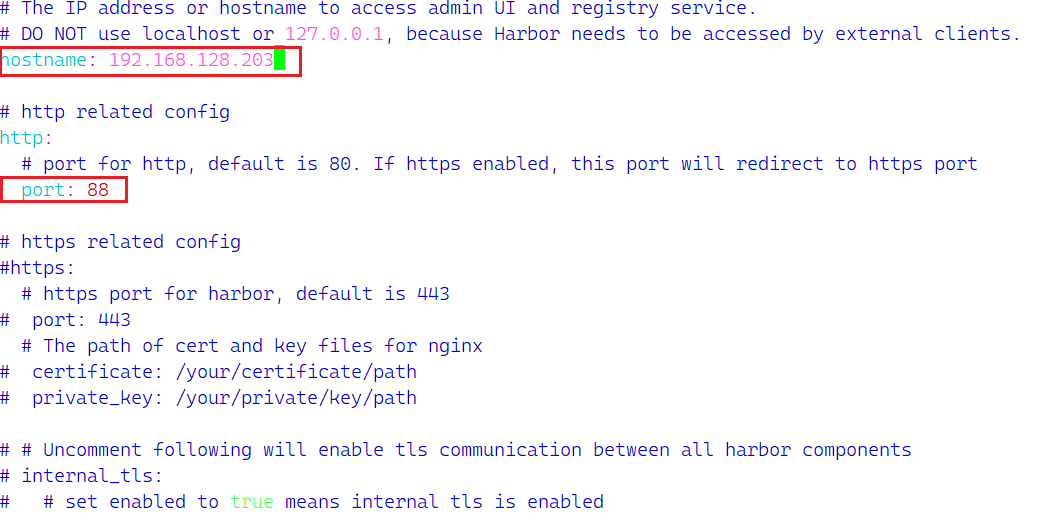 # The IP address or hostname to access admin UI and registry service.
# DO NOT use localhost or 127.0.0.1, because Harbor needs to be accessed by external clients.
hostname: 192.168.128.203

# http related config
http:
  # port for http, default is 80. If https enabled, this port will redirect to https port
  port: 88

# https related config
#https:
  # https port for harbor, default is 443
#  port: 443
  # The path of cert and key files for nginx
#  certificate: /your/certificate/path
#  private_key: /your/private/key/path

# # Uncomment following will enable tls communication between all harbor components
# internal_tls:
#   # set enabled to true means internal tls is enabled